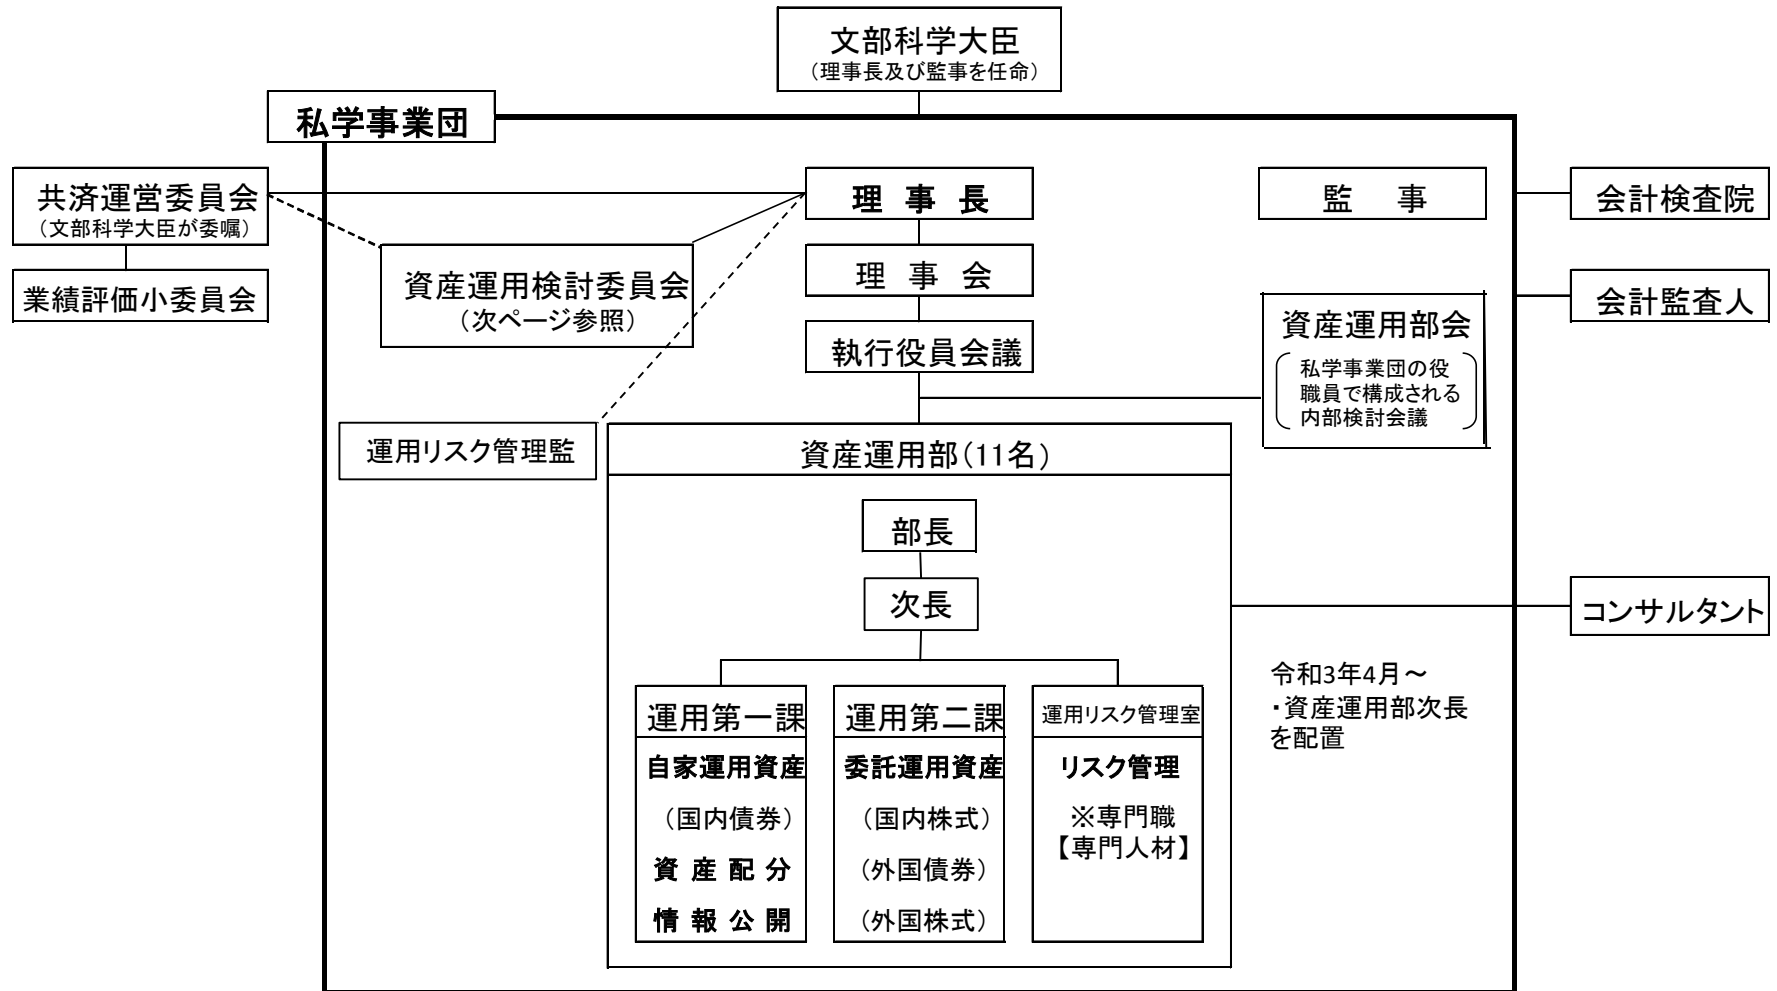 文部科学大臣
（理事長及び監事を任命）
私学事業団
共済運営委員会
（文部科学大臣が委嘱）
業績評価小委員会
理事長
監事
会計検査院
資産運用検討委員会
（次ページ参照）
理事会
会計監査人
執行役員会議
資産運用部会
私学事業団の役
職員で構成される
内部検討会議
運用リスク管理監
資産運用部（11名）
部長
次長
コンサルタント
令和3年4月～
・資産運用部次長
を配置
運用第一課
自家運用資産
（国内債券）
資産配分
情報公開
運用第二課
委託運用資産
（国内株式）
（外国債券）
（外国株式）
運用リスク管理室
リスク管理
※専門職
【専門人材】